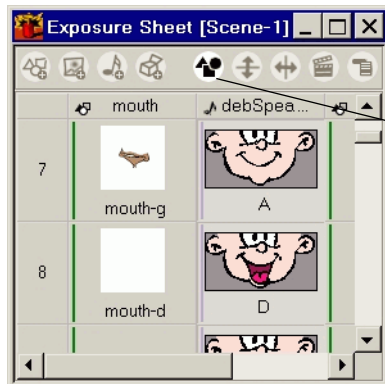 Exposure Sheet [Scene-1]
mouth debSpea...
7
mouth-g A
8
mouth-d D